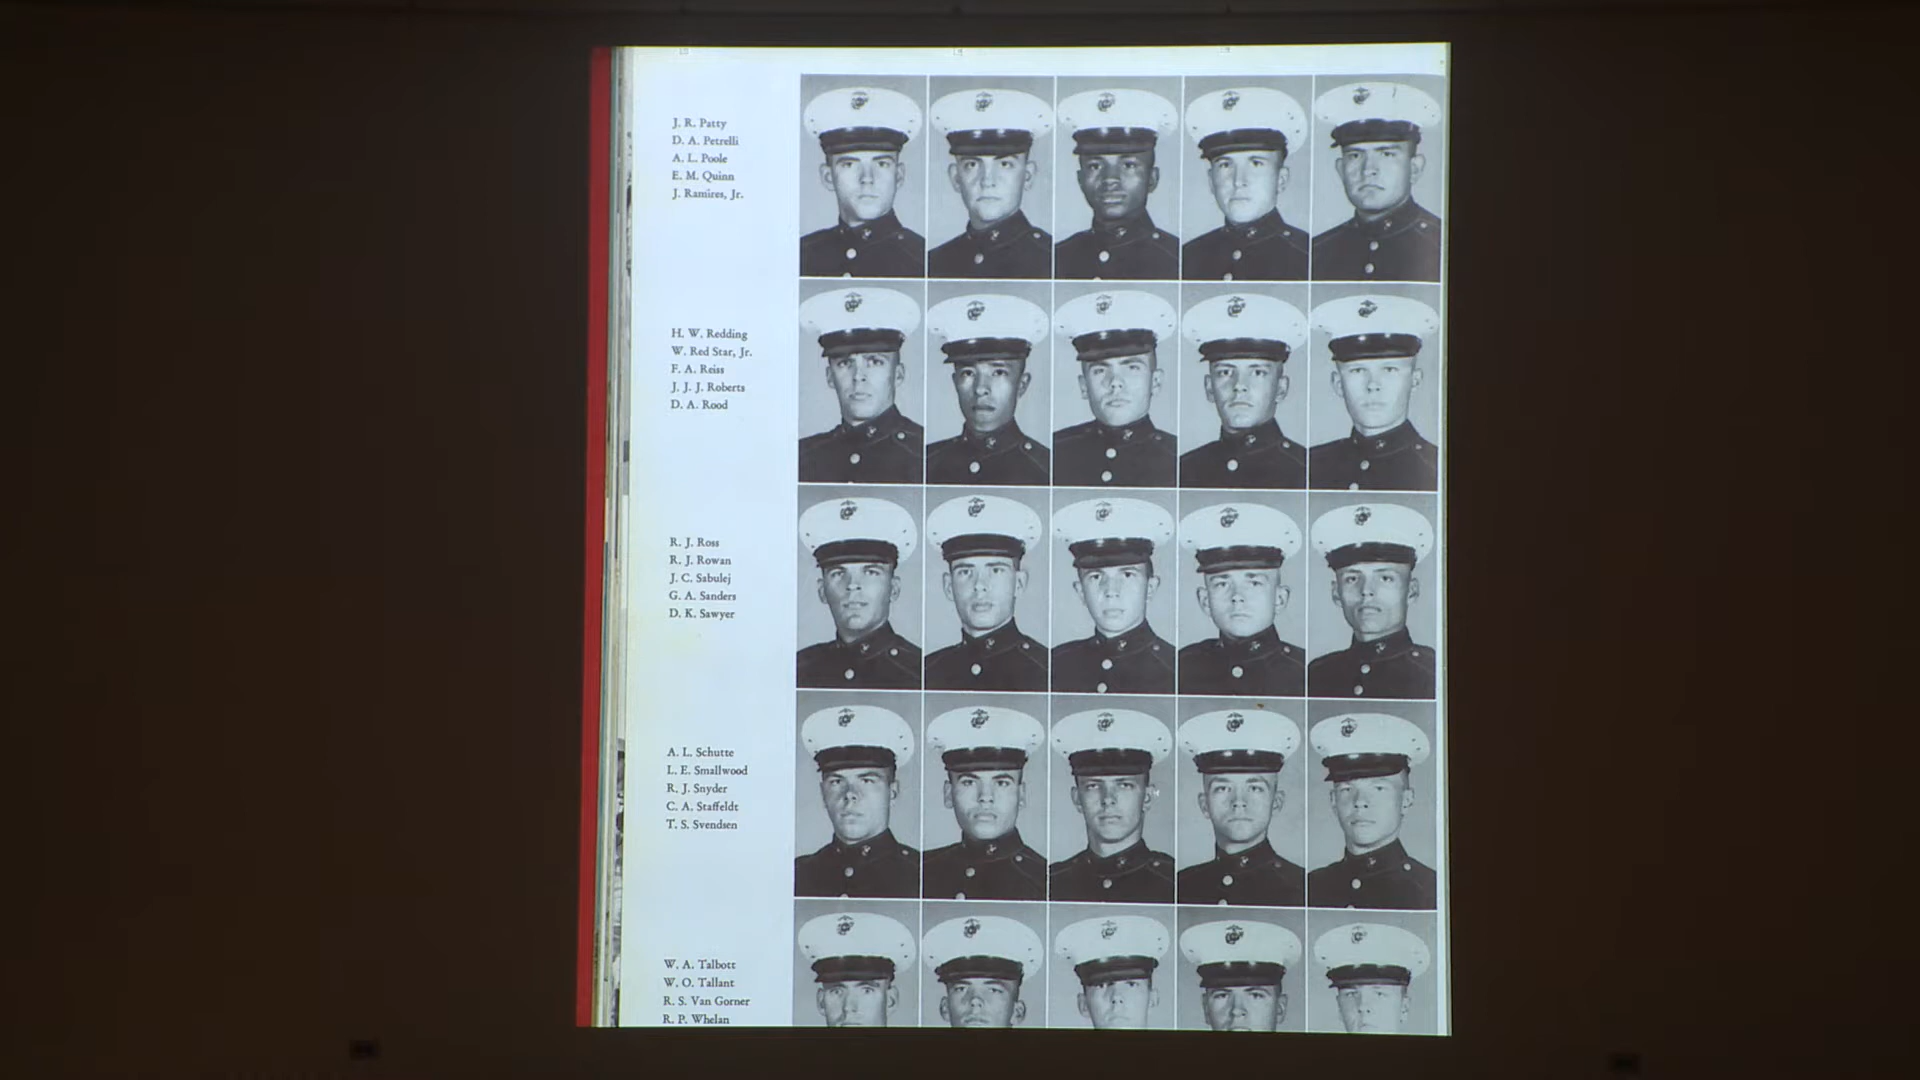 J. R. Patty
D. A. Petrelli
A. L. Poole
E. M. Quinn
J. Ramires, Jr.
H. W. Redding
W. Red Star, Jr.
F. A. Reiss
J. J. J. Roberts
D. A. Rood
R. J. Ross
R. J. Rowan
J. C. Sabulej
G. A. Sanders
D. K. Sawyer
A. L. Schutte
L. E. Smallwood
R. J. Snyder
C. A. Staffeldt
T. S. Svendsen
W. A. Talbott
W. O. Tallant
R. S. Van Gorner
R. P. Whelan